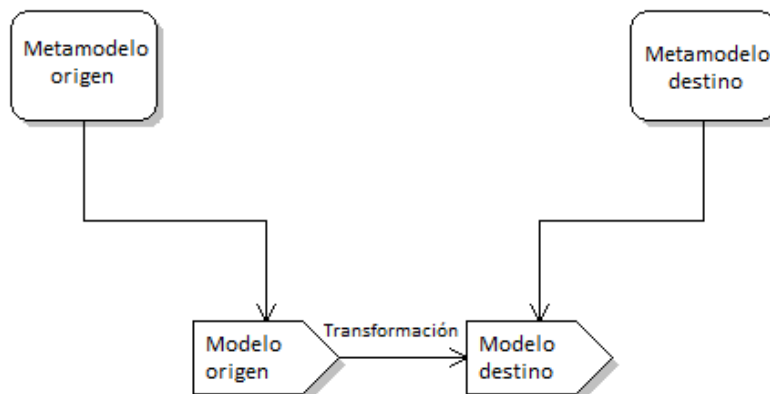 Metamodelo
origen
Metamodelo
destino
Transformación
Modelo
origen
Modelo
destino